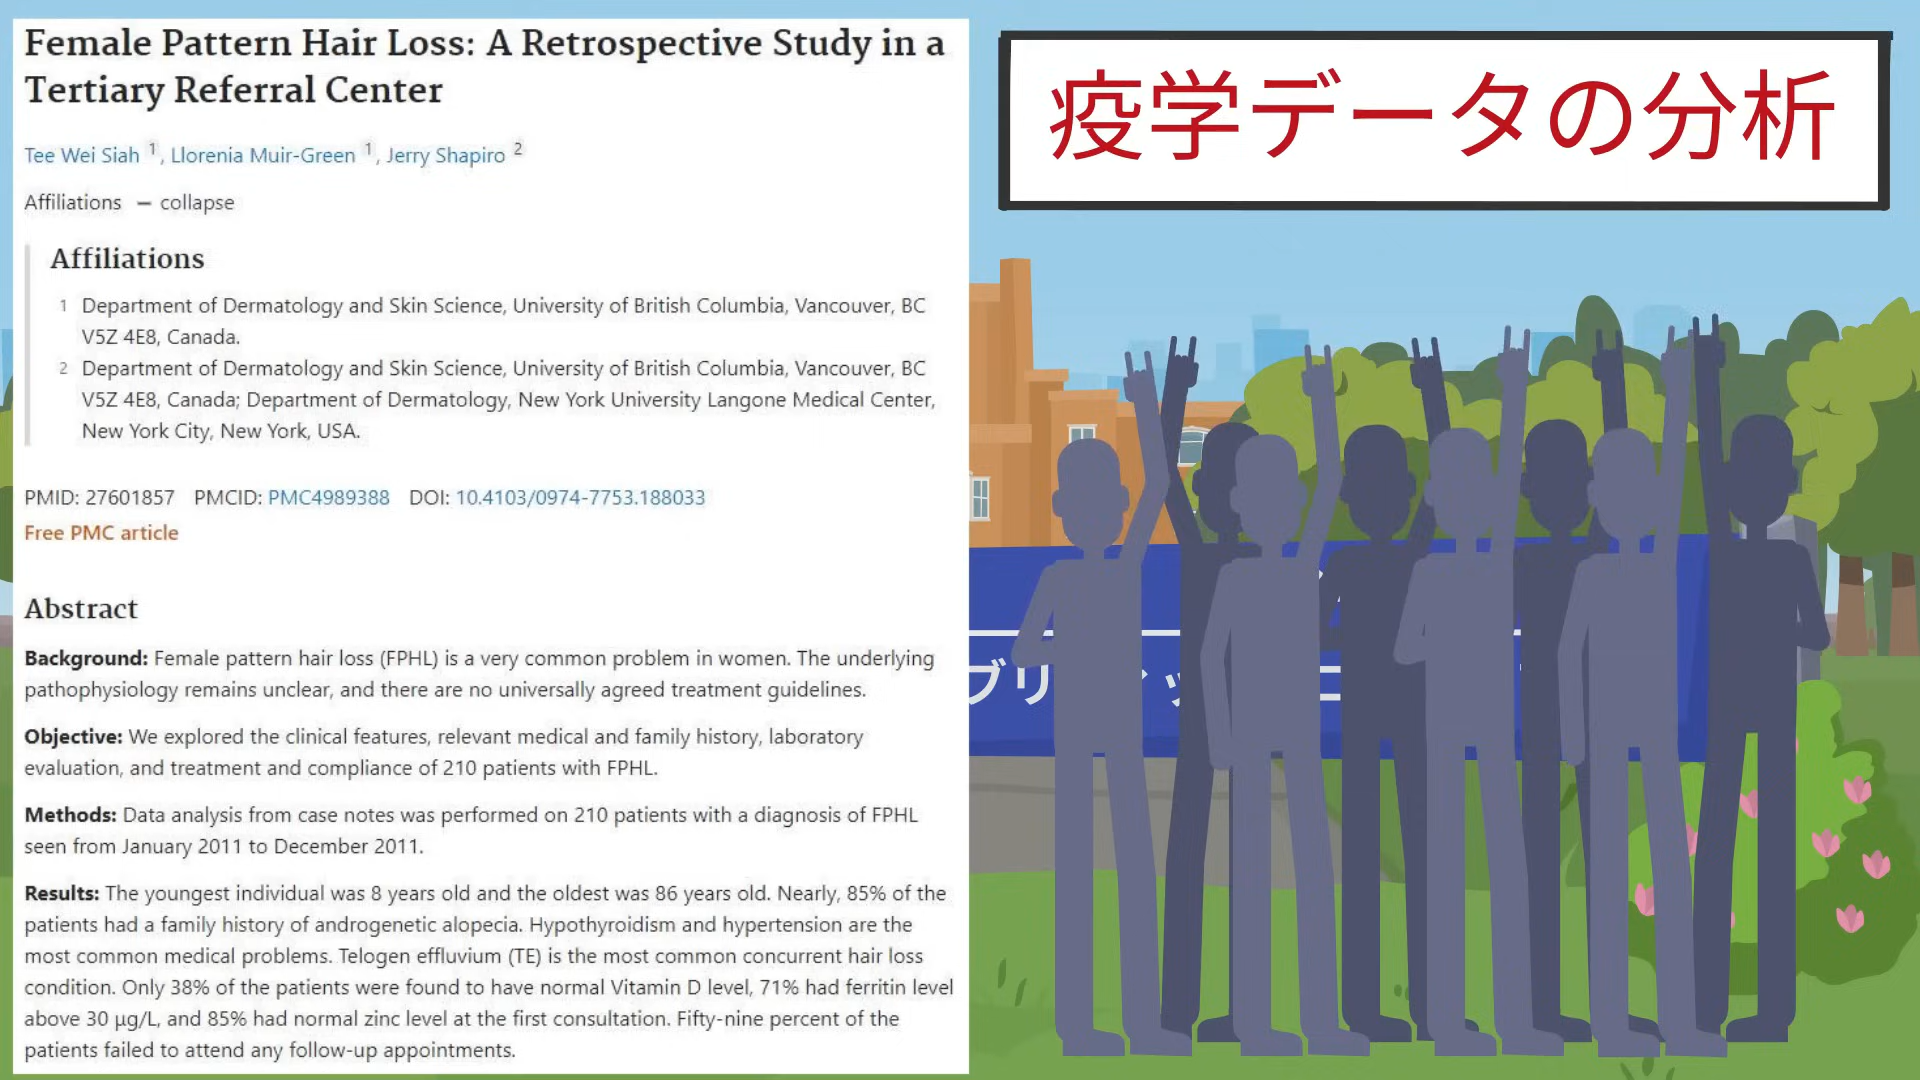 Female Pattern Hair Loss: A Retrospective Study in a
Tertiary Referral Center
Tee Wei Siah 1, Llorenia Muir-Green 1, Jerry Shapiro 2
Affiliations — collapse
Affiliations
1 Department of Dermatology and Skin Science, University of British Columbia, Vancouver, BC
V5Z 4E8, Canada.
2 Department of Dermatology and Skin Science, University of British Columbia, Vancouver, BC
V5Z 4E8, Canada; Department of Dermatology, New York University Langone Medical Center,
New York City, New York, USA.
PMID: 27601857 PMCID: PMC4989388 DOI: 10.4103/0974-7753.188033
Free PMC article
Abstract
Background: Female pattern hair loss (FPHL) is a very common problem in women. The underlying
pathophysiology remains unclear, and there are no universally agreed treatment guidelines.
Objective: We explored the clinical features, relevant medical and family history, laboratory
evaluation, and treatment and compliance of 210 patients with FPHL.
Methods: Data analysis from case notes was performed on 210 patients with a diagnosis of FPHL
seen from January 2011 to December 2011.
Results: The youngest individual was 8 years old and the oldest was 86 years old. Nearly, 85% of the
patients had a family history of androgenetic alopecia. Hypothyroidism and hypertension are the
most common medical problems. Telogen effluvium (TE) is the most common concurrent hair loss
condition. Only 38% of the patients were found to have normal Vitamin D level, 71% had ferritin level
above 30 μg/L, and 85% had normal zinc level at the first consultation. Fifty-nine percent of the
patients failed to attend any follow-up appointments.
疫学データの分析
ブリ